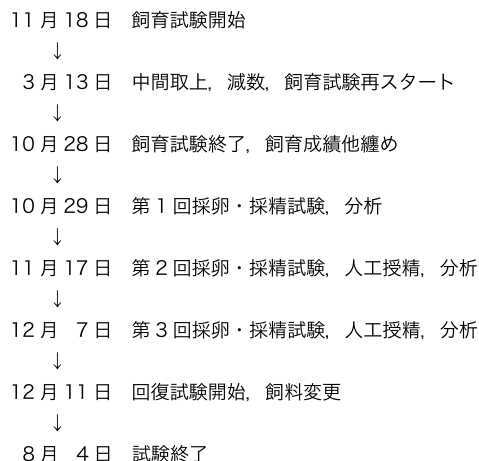 11月18日 飼育試験開始
↓
3月13日 中間取上，減数，飼育試験再スタート
↓
10月28日 飼育試験終了，飼育成績他纏め
↓
10月29日 第1回採卵・採精試験，分析
↓
11月17日 第2回採卵・採精試験，人工授精，分析
↓
12月 7日 第3回採卵・採精試験，人工授精，分析
↓
12月11日 回復試験開始，飼料変更
↓
8月 4日 試験終了